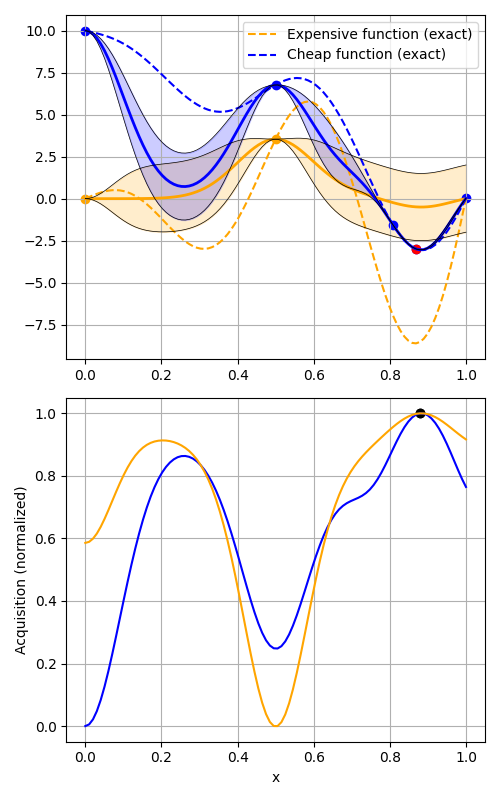 10.0
7.5
5.0
2.5
0.0
−2.5
−5.0
−7.5
Expensive function (exact)
Cheap function (exact)
0.0 0.2 0.4 0.6 0.8 1.0
Acquisition (normalized)
1.0
0.8
0.6
0.4
0.2
0.0
0.0 0.2 0.4 0.6 0.8 1.0
x